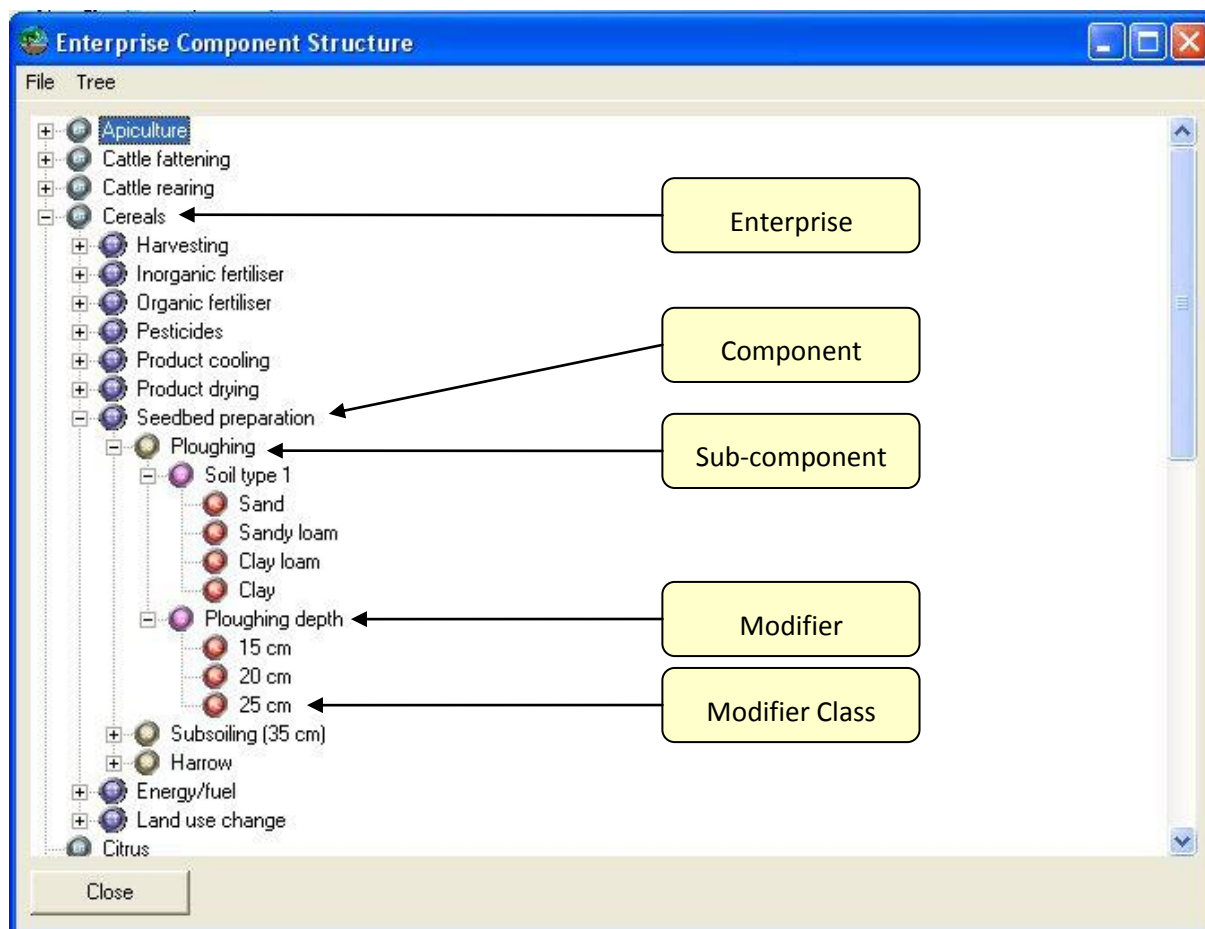 Enterprise Component Structure
File Tree
Apiculture
Cattle fattening
Cattle rearing
Cereals
Enterprise
Harvesting
Inorganic fertiliser
Organic fertiliser
Pesticides
Component
Product cooling
Product drying
Seedbed preparation
Ploughing
Sub-component
Soil type 1
Sand
Sandy loam
Clay loam
Clay
Ploughing depth
Modifier
15 cm
20 cm
25 cm
Modifier Class
Subsoiling (35 cm)
Harrow
Energy/fuel
Land use change
Citrus
Close